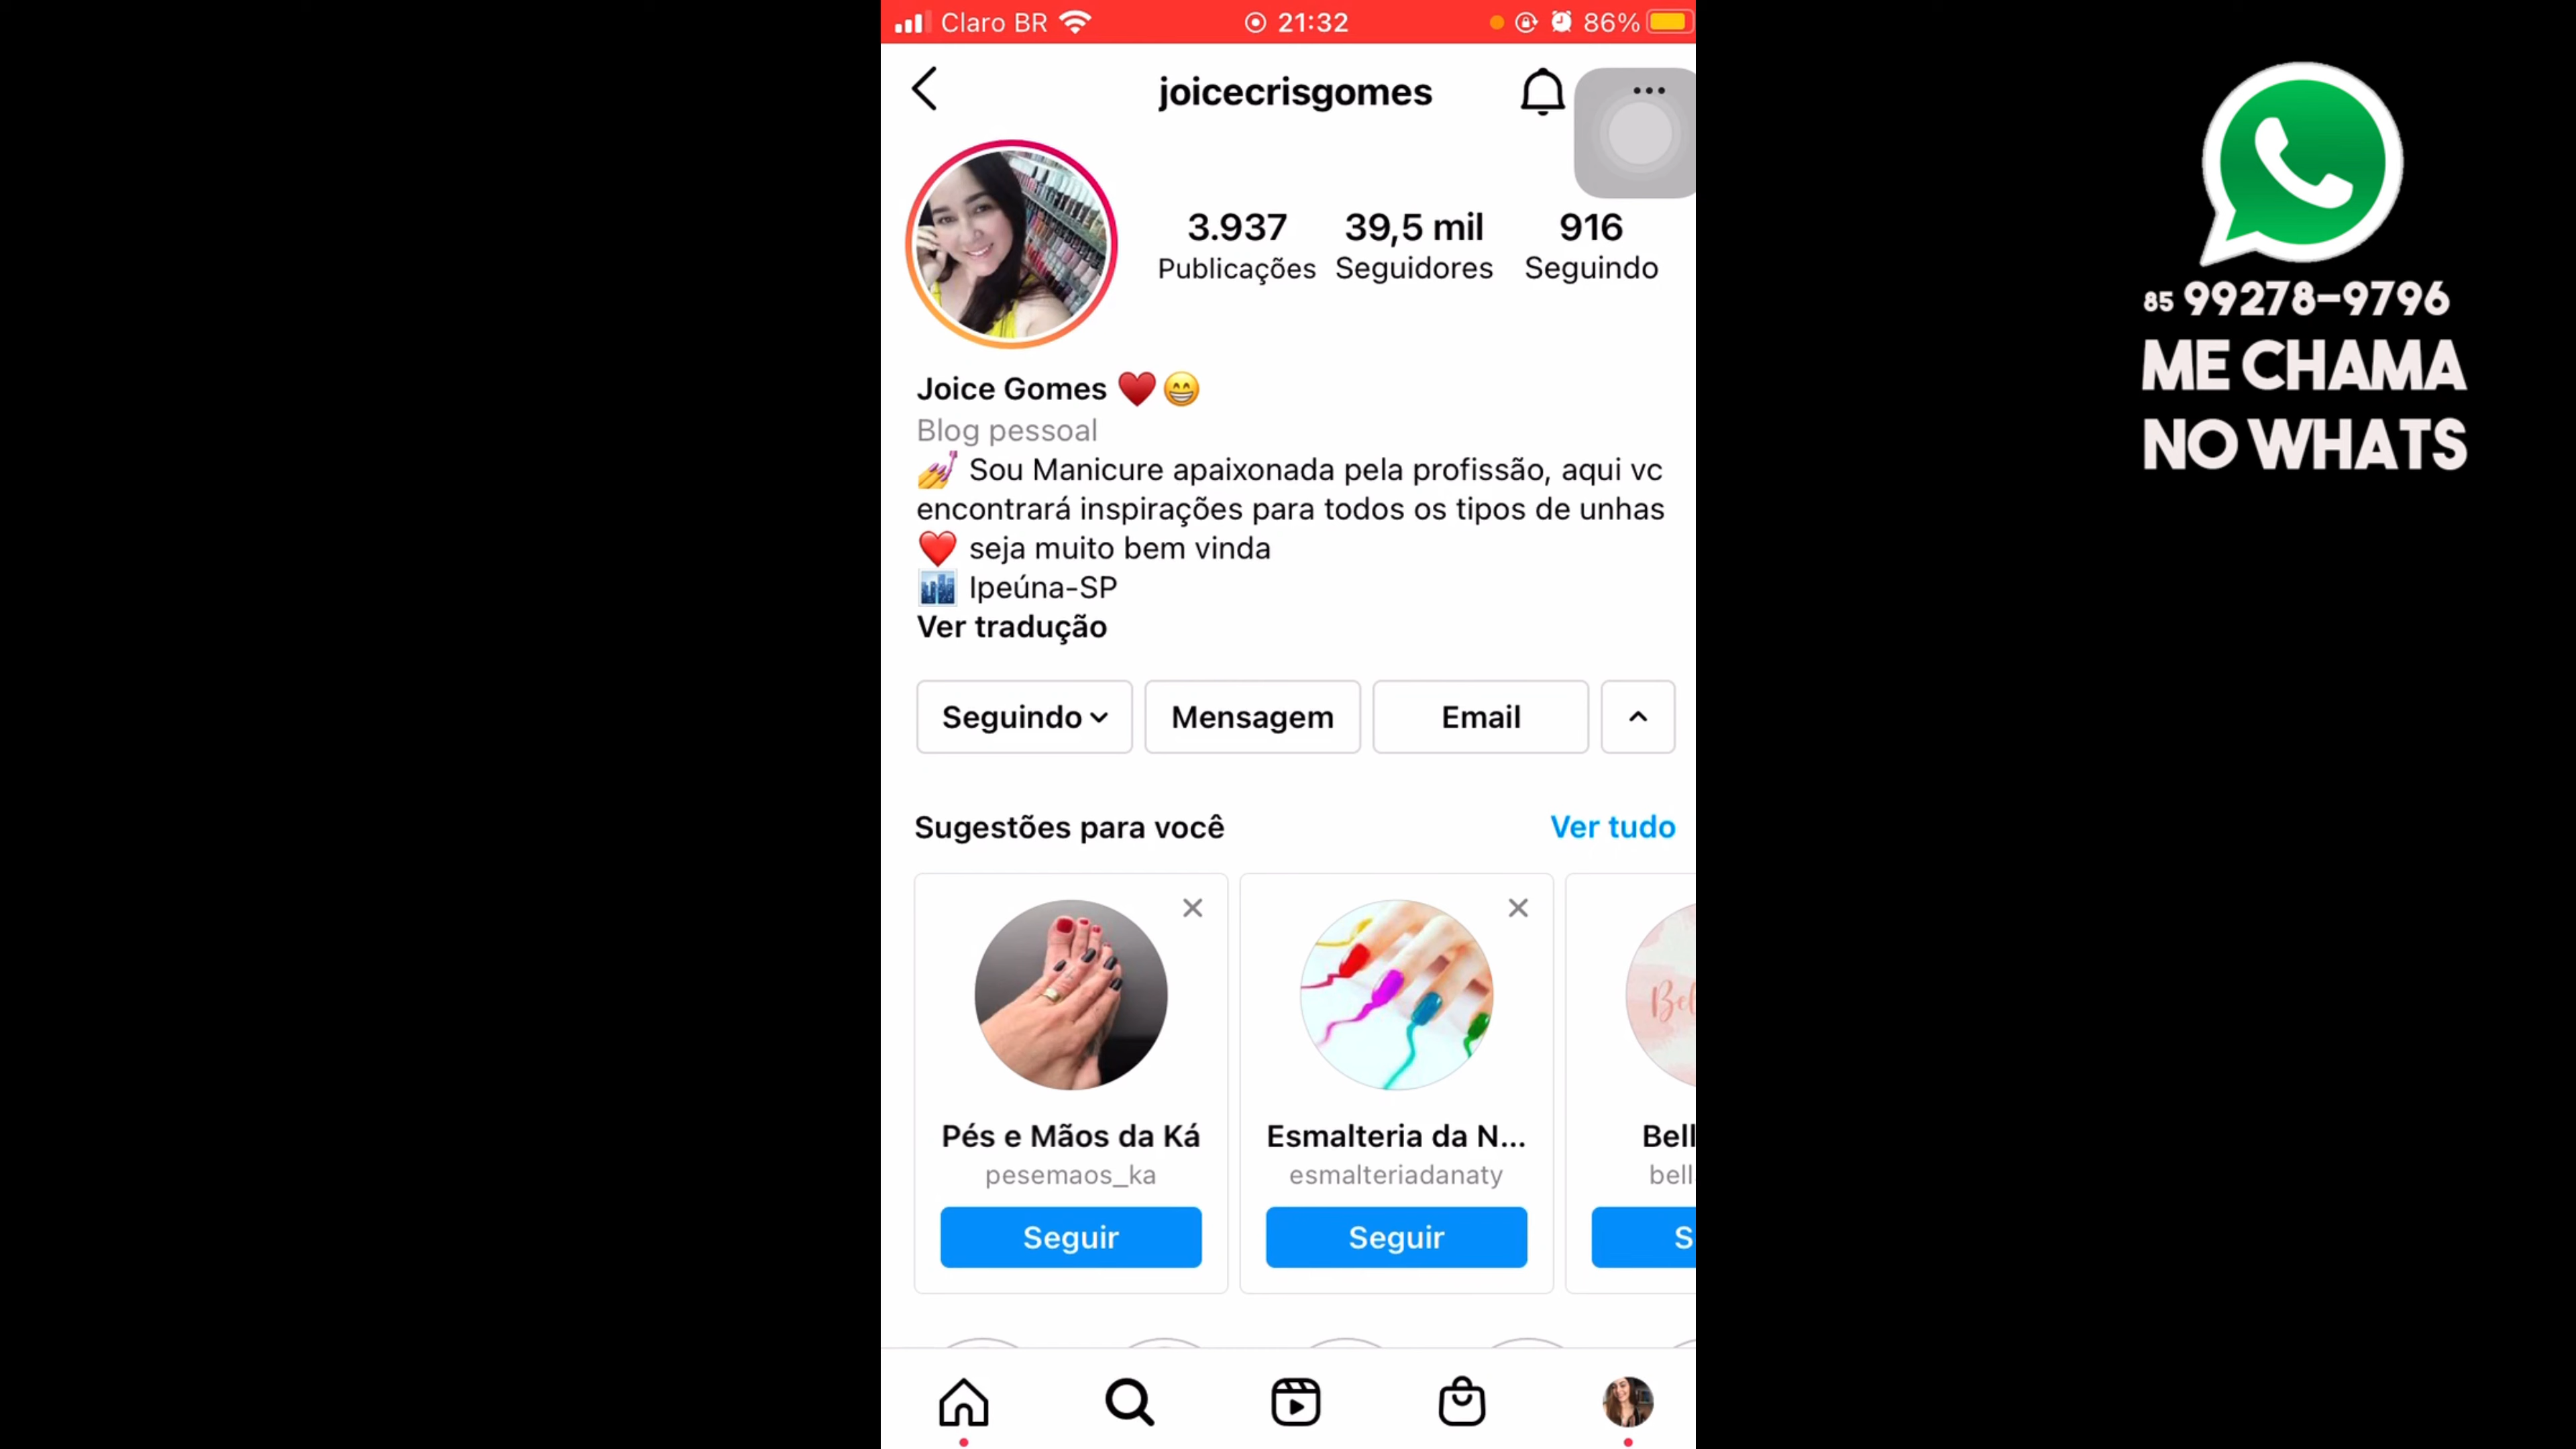 Claro BR 21:32 86%
joicecrisgomes
3.937 39,5 mil 916
Publicações Seguidores Seguindo
Joice Gomes ♥️😁
Blog pessoal
💅 Sou Manicure apaixonada pela profissão, aqui vc
encontrará inspirações para todos os tipos de unhas
❤️ seja muito bem vinda
🏙️ Ipeúna-SP
Ver tradução
Seguindo Mensagem Email
Sugestões para você Ver tudo
Bel
Pés e Mãos da Ká Esmalteria da N... Bell
pesemaos_ka esmalteriadanaty bell
Seguir Seguir S
85 99278-9796
ME CHAMA
NO WHATS